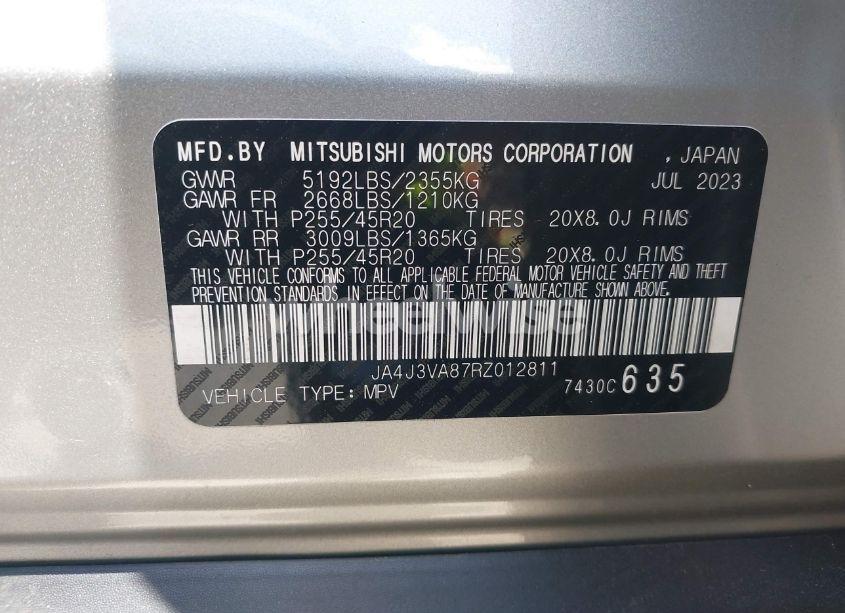 MFD.BY MITSUBISHI MOTORS CORPORATION , JAPAN
GVWR 5192LBS/2355KG JUL 2023
GAWR FR 2668LBS/1210KG
WITH P255/45R20 TIRES 20X8.0J RIMS
GAWR RR 3009LBS/1365KG
WITH P255/45R20 TIRES 20X8.0J RIMS
THIS VEHICLE CONFORMS TO ALL APPLICABLE FEDERAL MOTOR VEHICLE SAFETY AND THEFT
PREVENTION STANDARDS IN EFFECT ON THE DATE OF MANUFACTURE SHOWN ABOVE.
wheelwise
JA4J3VA87RZ012811
VEHICLE TYPE: MPV 7430C 635